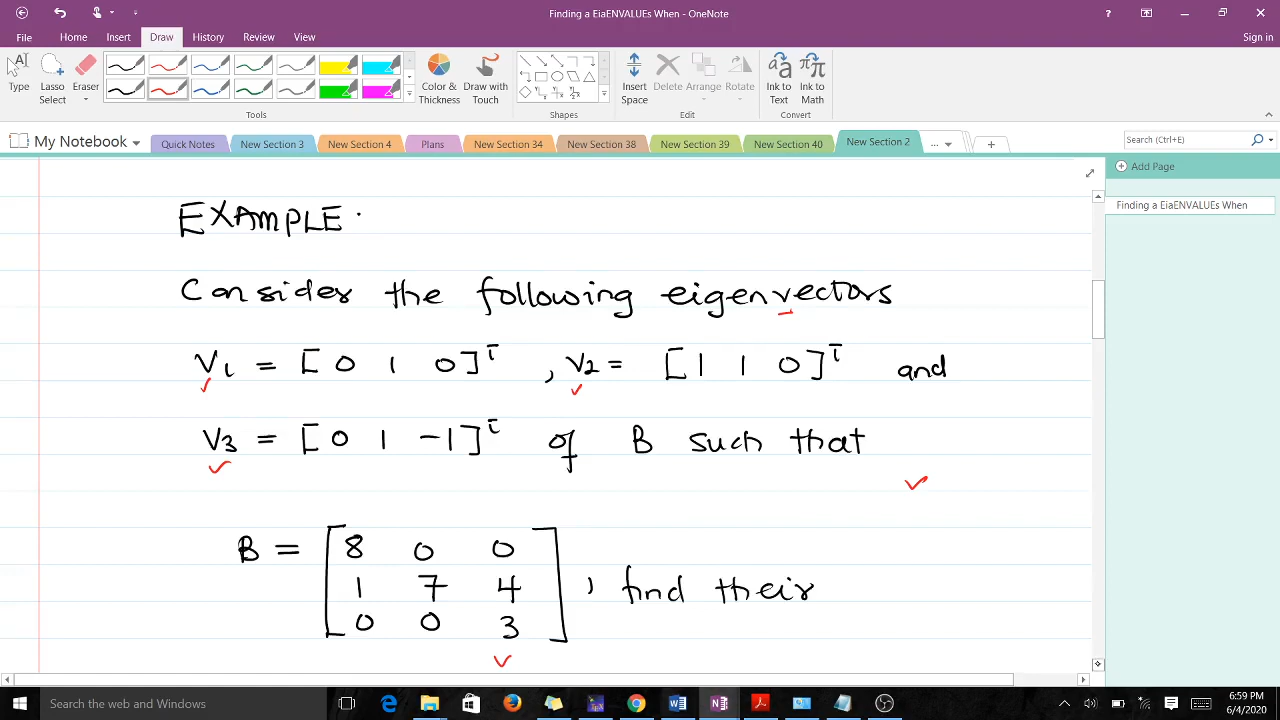 Finding a EiaENVALUEs When - OneNote
Sign in
File Home Insert Draw History Review View
Type Lasso Select Eraser Color & Thickness Draw with Touch Insert Space Delete Arrange Rotate Ink to Text Ink to Math
Tools Shapes Edit Convert
My Notebook Quick Notes New Section 3 New Section 4 Plans New Section 34 New Section 38 New Section 39 New Section 40 New Section 2 ... Search (Ctrl+E)
Add Page
Finding a EiaENVALUEs When
EXAMPLE.
Consider the following eigenvectors
V1 = [0 1 0]^T , V2 = [1 1 0]^T and
V3 = [0 1 -1]^T of B such that
B = [8 0 0
1 7 4 , find their
0 0 3]
Search the web and Windows
6:59 PM
6/4/2020